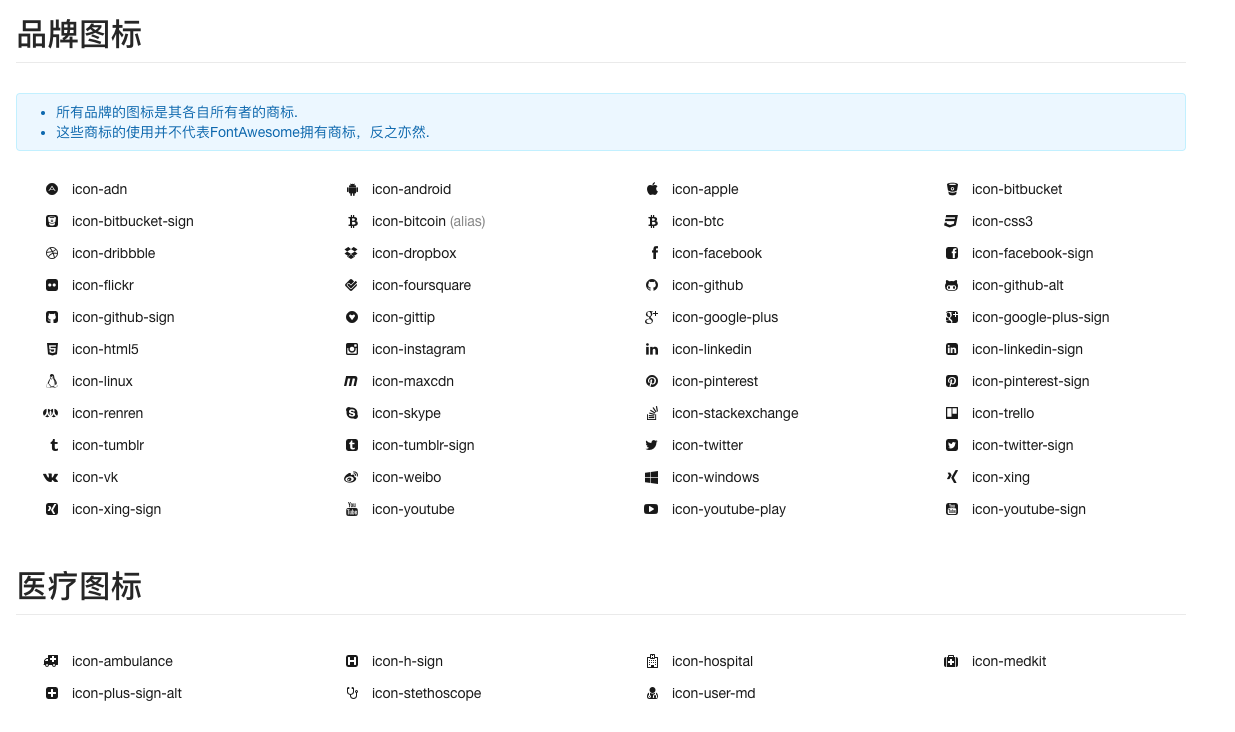 品牌图标
所有品牌的图标是其各自所有者的商标.
这些商标的使用并不代表FontAwesome拥有商标，反之亦然.
icon-adn icon-android icon-apple icon-bitbucket
icon-bitbucket-sign icon-bitcoin (alias) icon-btc icon-css3
icon-dribbble icon-dropbox icon-facebook icon-facebook-sign
icon-flickr icon-foursquare icon-github icon-github-alt
icon-github-sign icon-gittip icon-google-plus icon-google-plus-sign
icon-html5 icon-instagram icon-linkedin icon-linkedin-sign
icon-linux icon-maxcdn icon-pinterest icon-pinterest-sign
icon-renren icon-skype icon-stackexchange icon-trello
icon-tumblr icon-tumblr-sign icon-twitter icon-twitter-sign
icon-vk icon-weibo icon-windows icon-xing
icon-xing-sign icon-youtube icon-youtube-play icon-youtube-sign
医疗图标
icon-ambulance icon-h-sign icon-hospital icon-medkit
icon-plus-sign-alt icon-stethoscope icon-user-md